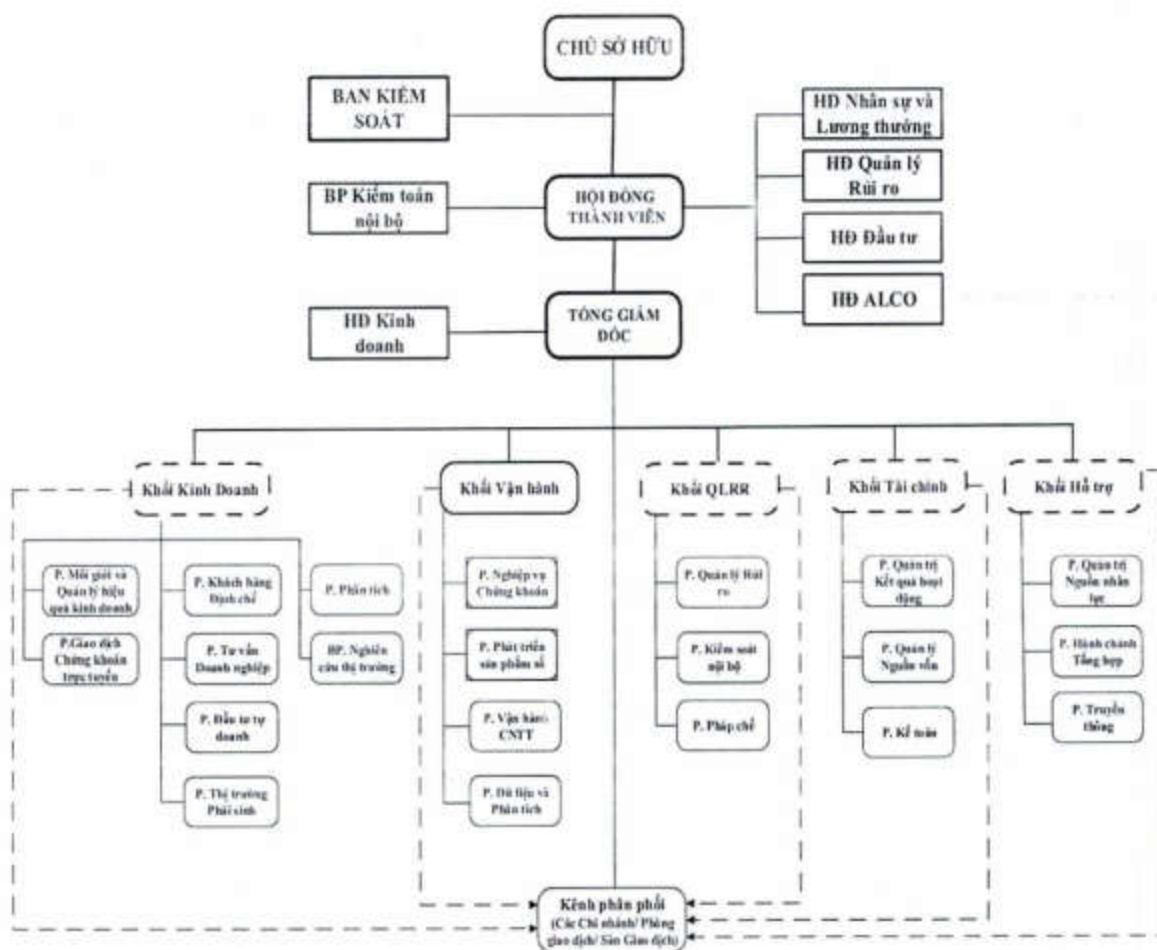 CHỦ SỞ HỮU
BAN KIỂM
SOÁT
HĐ Nhân sự và
Lương thưởng
HĐ Quản lý
Rủi ro
BP Kiểm toán
nội bộ
HỘI ĐỒNG
THÀNH VIÊN
HĐ Đầu tư
HĐ ALCO
HĐ Kinh
doanh
TỔNG GIÁM
ĐỐC
Khối Kinh Doanh
Khối Vận hành
Khối QLRR
Khối Tài chính
Khối Hỗ trợ
P. Môi giới và
Quản lý hiệu
quả kinh doanh
P.Giao dịch
Chứng khoán
trực tuyến
P. Khách hàng
Định chế
P. Tư vấn
Doanh nghiệp
P. Đầu tư tự
doanh
P. Thị trường
Phái sinh
P. Phân tích
BP. Nghiên
cứu thị trường
P. Nghiệp vụ
Chứng khoán
P. Phát triển
sản phẩm số
P. Vận hành
CNTT
P. Dữ liệu và
Phân tích
P. Quản lý Rủi
ro
P. Kiểm soát
nội bộ
P. Pháp chế
P. Quản trị
Kết quả hoạt
động
P. Quản lý
Nguồn vốn
P. Kế toán
P. Quản trị
Nguồn nhân
lực
P. Hành chánh
Tổng hợp
P. Truyền
thông
Kênh phân phối
(Các Chi nhánh/ Phòng
giao dịch/ Sàn Giao dịch)